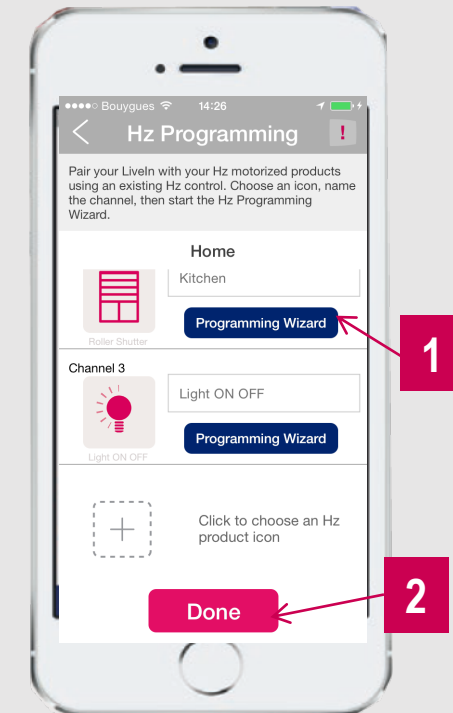 Bouygues 14:26
Hz Programming !
Pair your LiveIn with your Hz motorized products
using an existing Hz control. Choose an icon, name
the channel, then start the Hz Programming
Wizard.
Home
Kitchen
Programming Wizard
Roller Shutter
1
Channel 3
Light ON OFF
Programming Wizard
Light ON OFF
Click to choose an Hz
product icon
Done
2